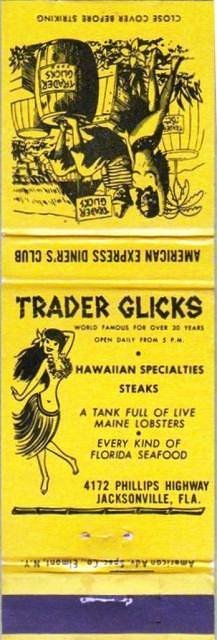 CLOSE COVER BEFORE STRIKING
TRADER
GLICKS
TRADER
GLICKS
AMERICAN EXPRESS DINER'S CLUB
TRADER GLICKS
WORLD FAMOUS FOR OVER 20 YEARS
OPEN DAILY FROM 5 P.M.
HAWAIIAN SPECIALTIES
STEAKS
A TANK FULL OF LIVE
MAINE LOBSTERS
EVERY KIND OF
FLORIDA SEAFOOD
4172 PHILLIPS HIGHWAY
JACKSONVILLE, FLA.
American Adv. Spec. Co., Elmont, N.Y.